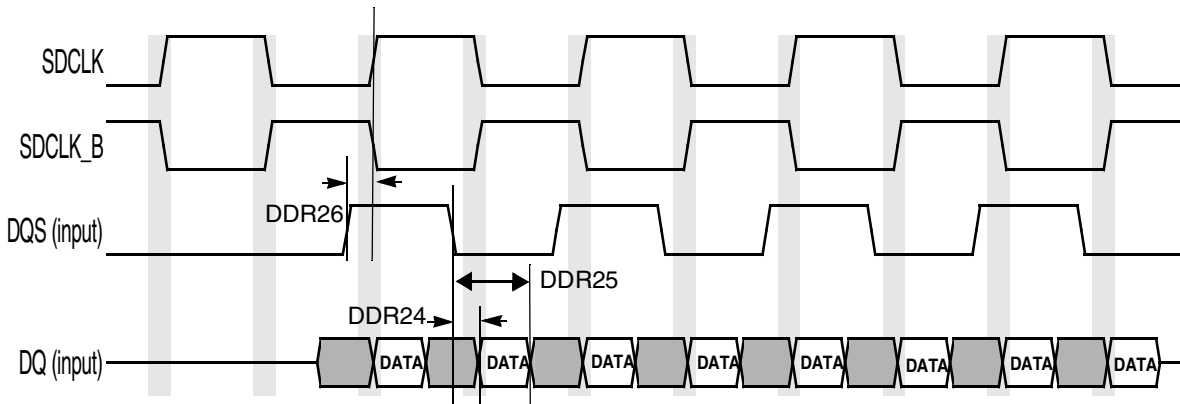 SDCLK
SDCLK_B
DDR26
DQS (input)
DDR25
DDR24
DQ (input)
DATA DATA DATA DATA DATA DATA DATA DATA